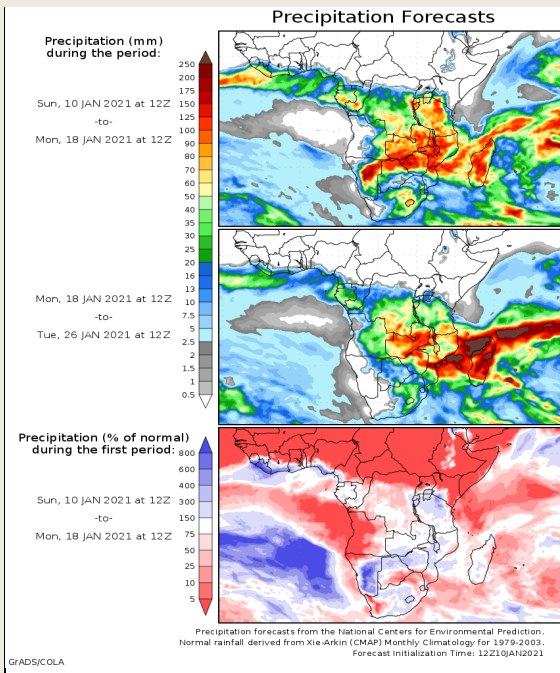 Precipitation Forecasts
Precipitation (mm)
during the period:
Sun, 10 JAN 2021 at 12Z
-to-
Mon, 18 JAN 2021 at 12Z
250
200
175
150
125
100
90
80
70
60
50
40
35
30
25
20
16
13
10
7.5
5
2.5
2
1.5
1
0.5
Mon, 18 JAN 2021 at 12Z
-to-
Tue, 26 JAN 2021 at 12Z
Precipitation (% of normal)
during the first period:
800
600
400
300
150
75
50
25
10
5
Sun, 10 JAN 2021 at 12Z
-to-
Mon, 18 JAN 2021 at 12Z
Precipitation forecasts from the National Centers for Environmental Prediction.
Normal rainfall derived from Xie-Arkin (CMAP) Monthly Climatology for 1979-2003.
Forecast Initialization Time: 12Z10JAN2021
GrADS/COLA